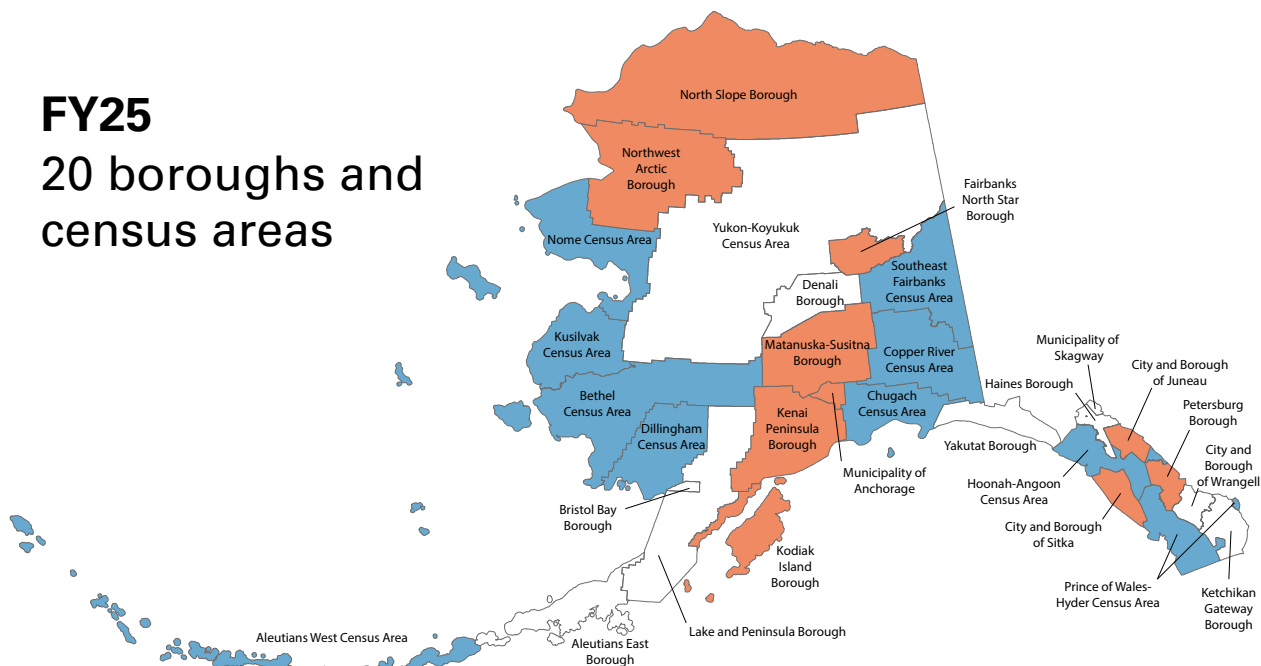 FY25
20 boroughs and
census areas
North Slope Borough
Northwest
Arctic
Borough
Fairbanks
North Star
Borough
Nome Census Area
Yukon-Koyukuk
Census Area
Southeast
Fairbanks
Census Area
Denali
Borough
Kusilvak
Census Area
Matanuska-Susitna
Borough
Copper River
Census Area
Municipality of
Skagway
City and Borough
of Juneau
Haines Borough
Petersburg
Borough
Bethel
Census Area
Chugach
Census Area
Kenai
Peninsula
Borough
Dillingham
Census Area
Yakutat Borough
City and
Borough
of Wrangell
Municipality of
Anchorage
Hoonah-Angoon
Census Area
Bristol Bay
Borough
City and Borough
of Sitka
Kodiak
Island
Borough
Prince of Wales-
Hyder Census Area
Ketchikan
Gateway
Borough
Aleutians West Census Area
Lake and Peninsula Borough
Aleutians East
Borough